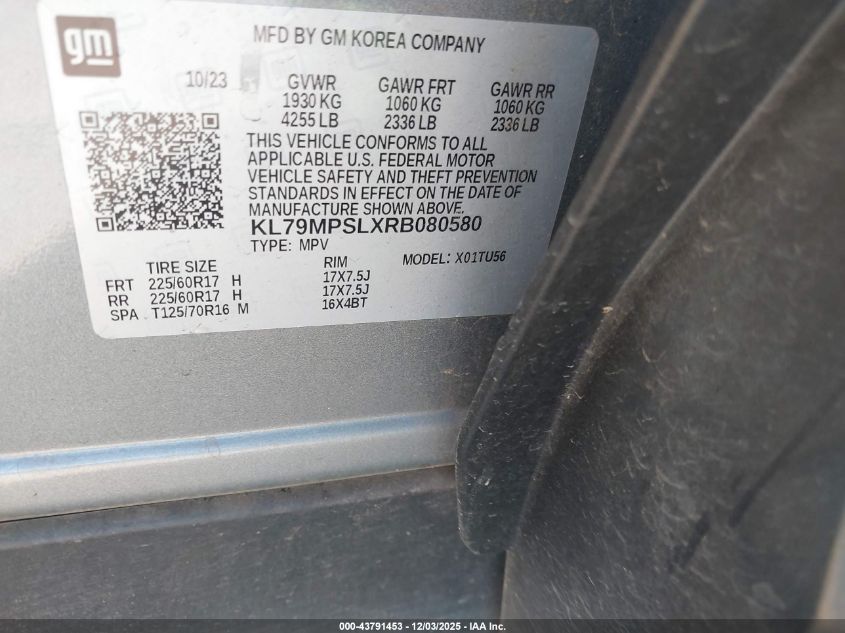 gm
MFD BY GM KOREA COMPANY
10/23 GVWR GAWR FRT GAWR RR
1930 KG 1060 KG 1060 KG
4255 LB 2336 LB 2336 LB
THIS VEHICLE CONFORMS TO ALL
APPLICABLE U.S. FEDERAL MOTOR
VEHICLE SAFETY AND THEFT PREVENTION
STANDARDS IN EFFECT ON THE DATE OF
MANUFACTURE SHOWN ABOVE.
KL79MPSLXRB080580
TYPE: MPV MODEL: X01TU56
TIRE SIZE RIM
FRT 225/60R17 H 17X7.5J
RR 225/60R17 H 17X7.5J
SPA T125/70R16 M 16X4BT
000-43791453 - 12/03/2025 - IAA Inc.